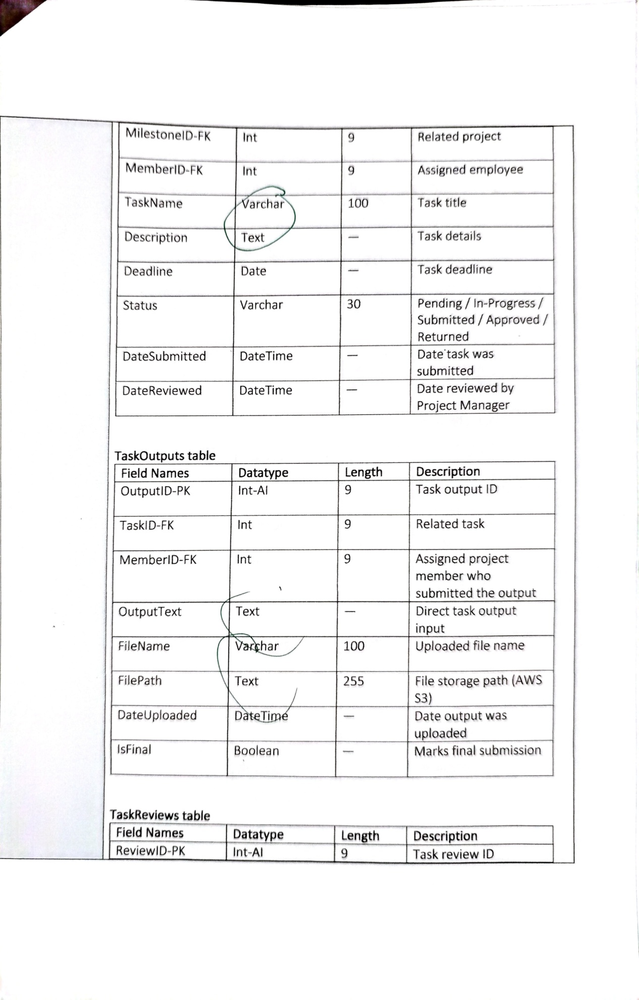 MilestoneID-FK Int 9 Related project
MemberID-FK Int 9 Assigned employee
TaskName Varchar 100 Task title
Description Text — Task details
Deadline Date — Task deadline
Status Varchar 30 Pending / In-Progress /
Submitted / Approved /
Returned
DateSubmitted DateTime — Date task was
submitted
DateReviewed DateTime — Date reviewed by
Project Manager
TaskOutputs table
Field Names Datatype Length Description
OutputID-PK Int-AI 9 Task output ID
TaskID-FK Int 9 Related task
MemberID-FK Int 9 Assigned project
member who
submitted the output
OutputText Text — Direct task output
input
FileName Varchar 100 Uploaded file name
FilePath Text 255 File storage path (AWS
S3)
DateUploaded DateTime — Date output was
uploaded
IsFinal Boolean — Marks final submission
TaskReviews table
Field Names Datatype Length Description
ReviewID-PK Int-AI 9 Task review ID